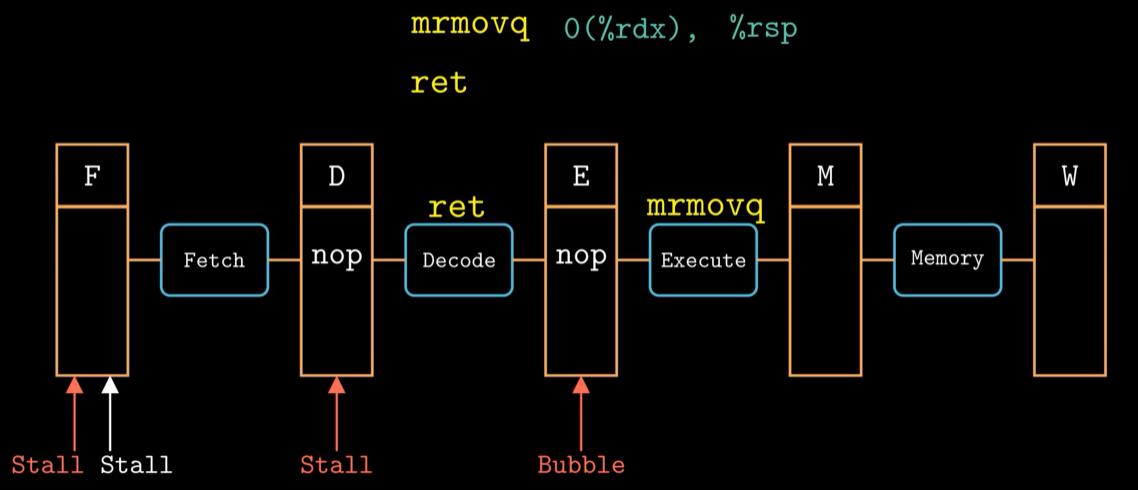 mrmovq 0(%rdx), %rsp
ret
F D E M W
ret mrmovq
Fetch nop Decode nop Execute Memory
Stall Stall Stall Bubble